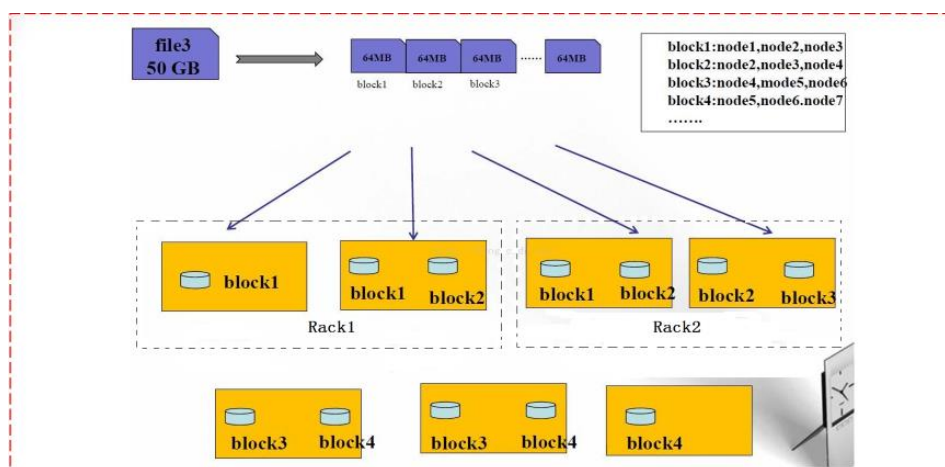 file3
50 GB
64MB 64MB 64MB ...... 64MB
block1 block2 block3
block1:node1,node2,node3
block2:node2,node3,node4
block3:node4,mode5,node6
block4:node5,node6.node7
.......
block1
block1 block2
block1 block2
block2 block3
Rack1
Rack2
block3 block4
block3 block4
block4